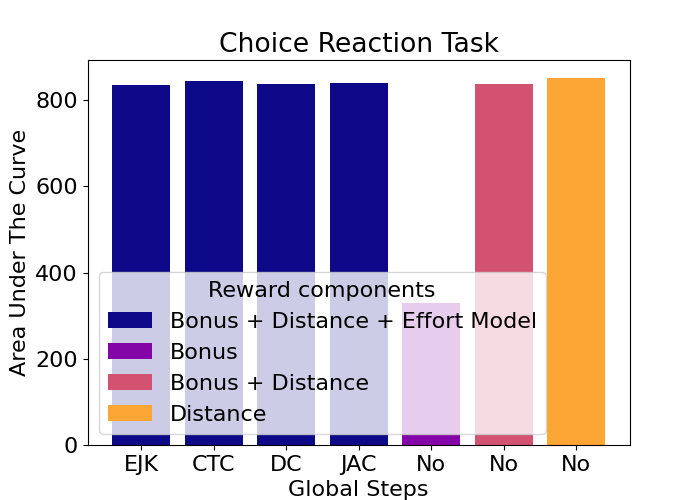 Choice Reaction Task
Area Under The Curve
800
600
400
200
0
Reward components
Bonus + Distance + Effort Model
Bonus
Bonus + Distance
Distance
EJK CTC DC JAC No No No
Global Steps